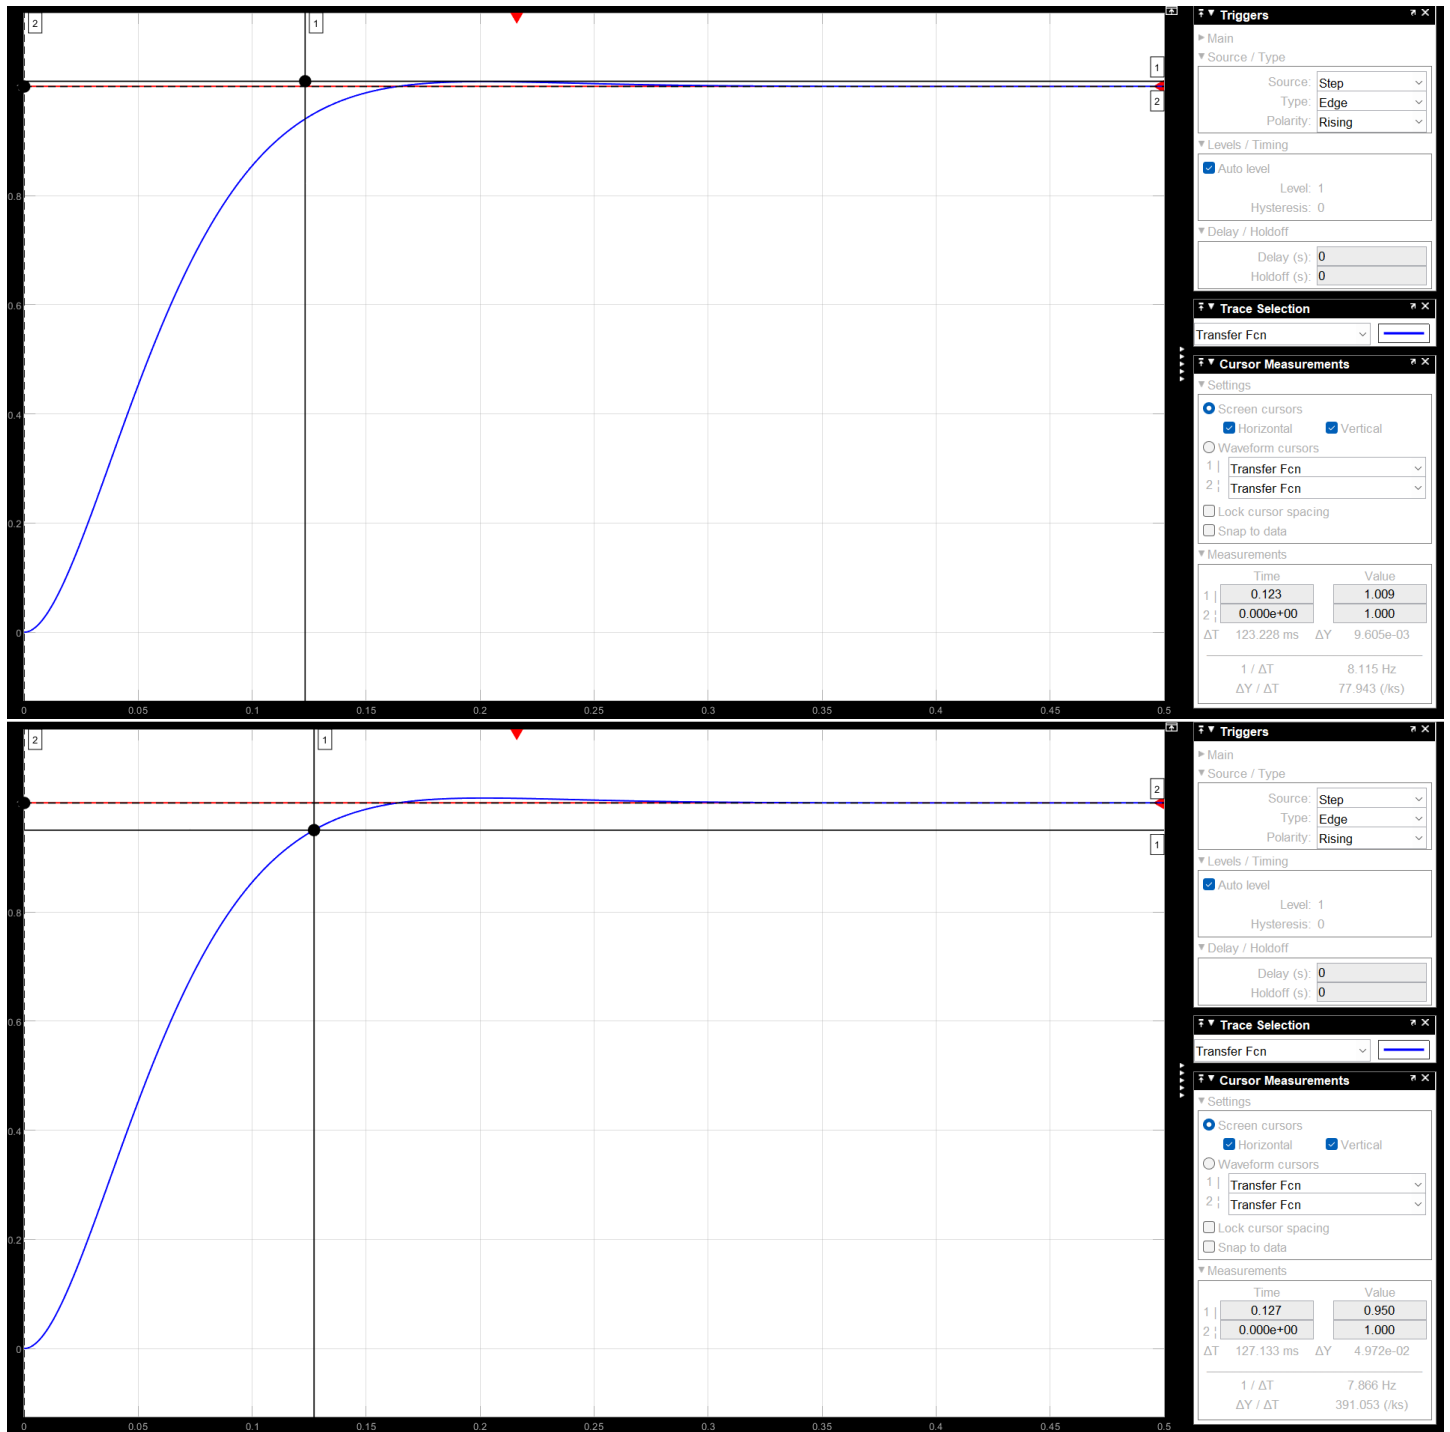 2
1
Triggers
Main
Source / Type
Source: Step
Type: Edge
Polarity: Rising
Levels / Timing
Auto level
Level: 1
Hysteresis: 0
Delay / Holdoff
Delay (s): 0
Holdoff (s): 0
Trace Selection
Transfer Fcn
Cursor Measurements
Settings
Screen cursors
Horizontal Vertical
Waveform cursors
1 | Transfer Fcn
2 ¦ Transfer Fcn
Lock cursor spacing
Snap to data
Measurements
Time Value
1 | 0.123 1.009
2 ¦ 0.000e+00 1.000
ΔT 123.228 ms ΔY 9.605e-03
1 / ΔT 8.115 Hz
ΔY / ΔT 77.943 (/ks)
1
2
0.8
0.6
0.4
0.2
0
0 0.05 0.1 0.15 0.2 0.25 0.3 0.35 0.4 0.45 0.5
2
1
Triggers
Main
Source / Type
Source: Step
Type: Edge
Polarity: Rising
Levels / Timing
Auto level
Level: 1
Hysteresis: 0
Delay / Holdoff
Delay (s): 0
Holdoff (s): 0
Trace Selection
Transfer Fcn
Cursor Measurements
Settings
Screen cursors
Horizontal Vertical
Waveform cursors
1 | Transfer Fcn
2 ¦ Transfer Fcn
Lock cursor spacing
Snap to data
Measurements
Time Value
1 | 0.127 0.950
2 ¦ 0.000e+00 1.000
ΔT 127.133 ms ΔY 4.972e-02
1 / ΔT 7.866 Hz
ΔY / ΔT 391.053 (/ks)
2
1
0.8
0.6
0.4
0.2
0
0 0.05 0.1 0.15 0.2 0.25 0.3 0.35 0.4 0.45 0.5